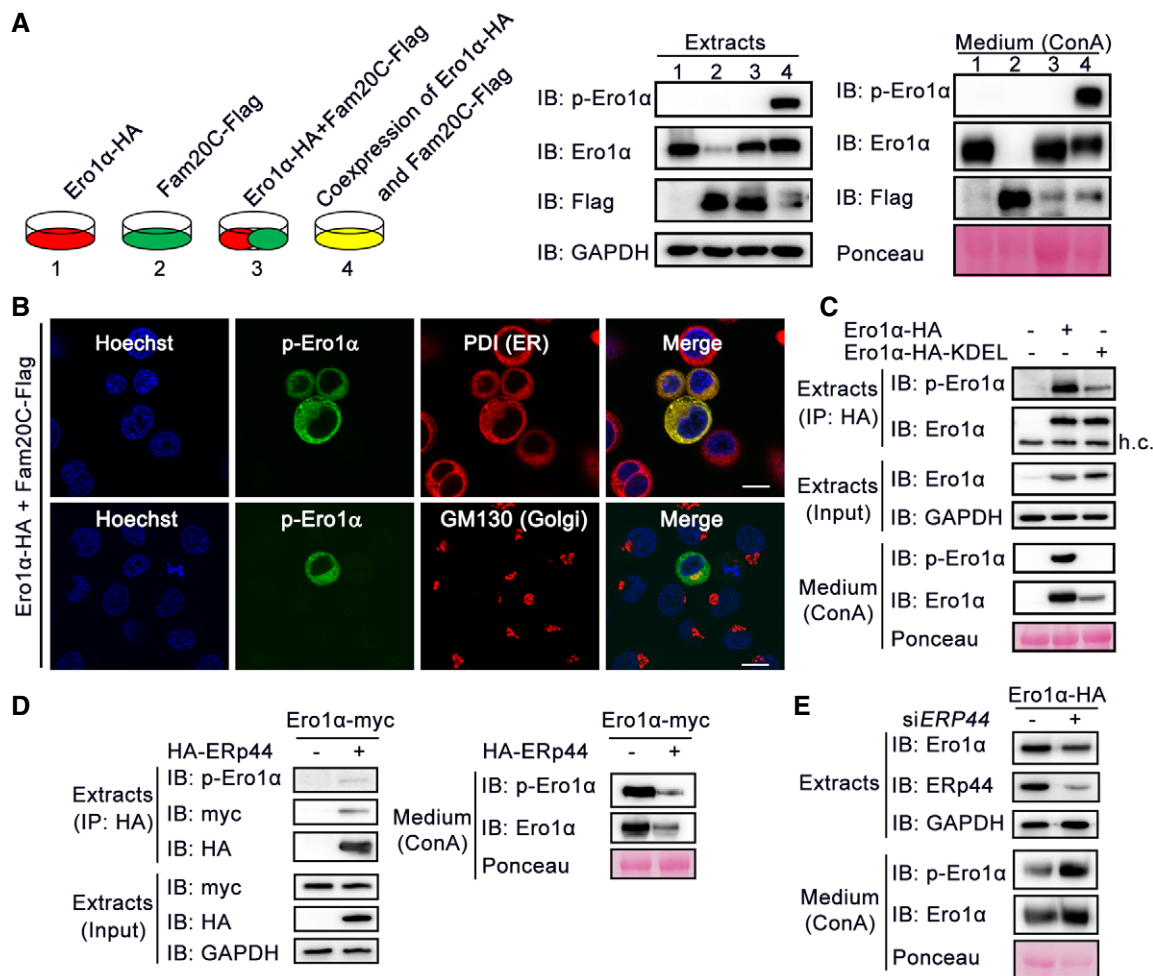 A
Ero1α-HA
Fam20C-Flag
Ero1α-HA+Fam20C-Flag
Coexpression of Ero1α-HA
and Fam20C-Flag
1 2 3 4
Extracts
1 2 3 4
IB: p-Ero1α
IB: Ero1α
IB: Flag
IB: GAPDH
Medium (ConA)
1 2 3 4
IB: p-Ero1α
IB: Ero1α
IB: Flag
Ponceau
B
Ero1α-HA + Fam20C-Flag
Hoechst p-Ero1α PDI (ER) Merge
Hoechst p-Ero1α GM130 (Golgi) Merge
C
Ero1α-HA - + -
Ero1α-HA-KDEL - - +
Extracts
(IP: HA)
IB: p-Ero1α
IB: Ero1α
h.c.
Extracts
(Input)
IB: Ero1α
IB: GAPDH
Medium
(ConA)
IB: p-Ero1α
IB: Ero1α
Ponceau
D
Ero1α-myc
HA-ERp44 - +
Extracts
(IP: HA)
IB: p-Ero1α
IB: myc
IB: HA
Extracts
(Input)
IB: myc
IB: HA
IB: GAPDH
Ero1α-myc
HA-ERp44 - +
Medium
(ConA)
IB: p-Ero1α
IB: Ero1α
Ponceau
E
Ero1α-HA
siERP44 - +
Extracts
IB: Ero1α
IB: ERp44
IB: GAPDH
Medium
(ConA)
IB: p-Ero1α
IB: Ero1α
Ponceau